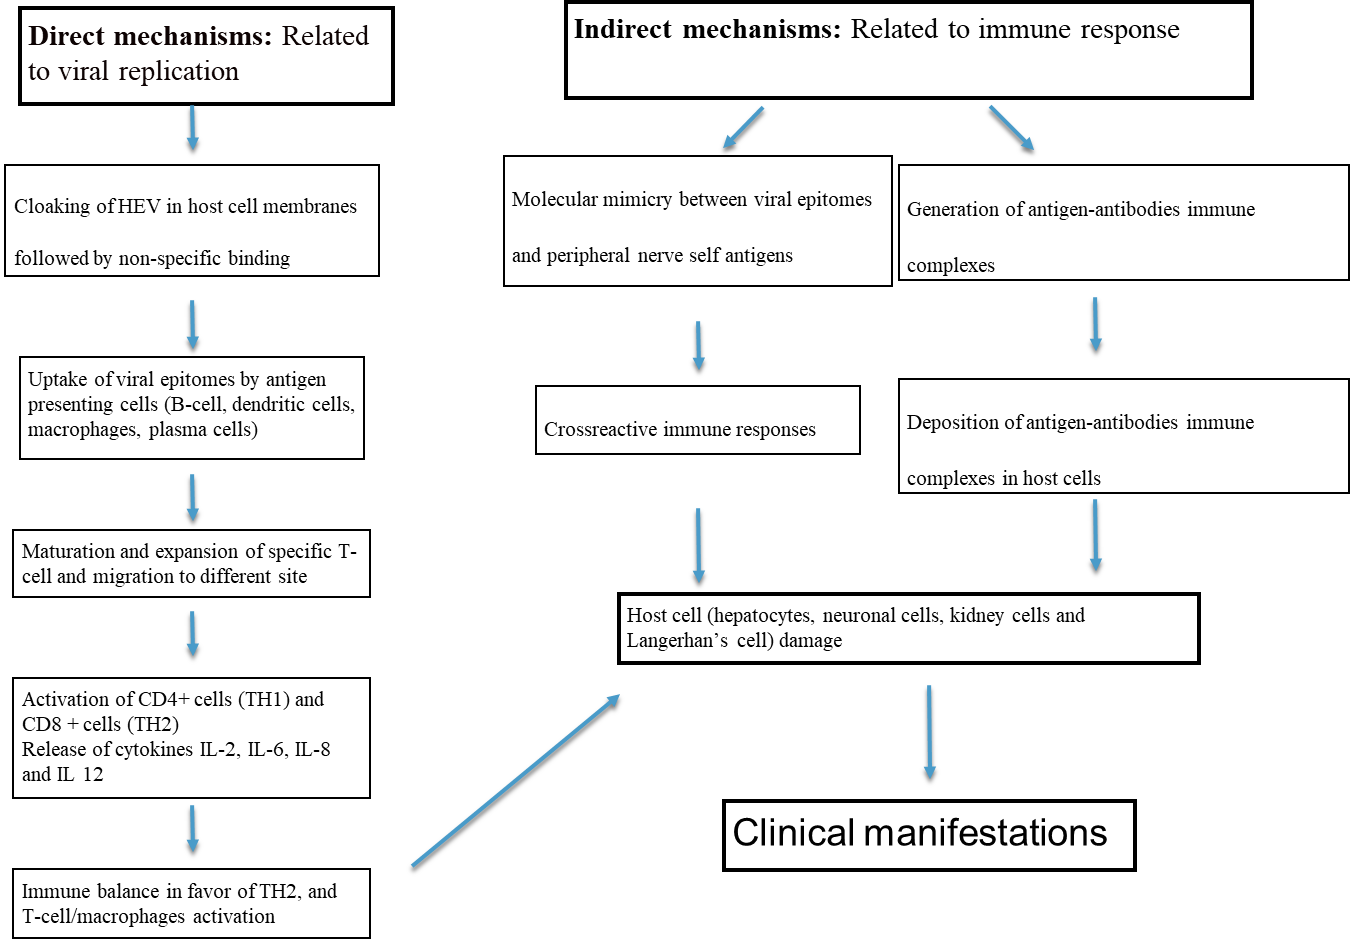 Direct mechanisms: Related
to viral replication
Cloaking of HEV in host cell membranes
followed by non-specific binding
Uptake of viral epitomes by antigen
presenting cells (B-cell, dendritic cells,
macrophages, plasma cells)
Maturation and expansion of specific T-
cell and migration to different site
Activation of CD4+ cells (TH1) and
CD8 + cells (TH2)
Release of cytokines IL-2, IL-6, IL-8
and IL 12
Immune balance in favor of TH2, and
T-cell/macrophages activation
Indirect mechanisms: Related to immune response
Molecular mimicry between viral epitomes
and peripheral nerve self antigens
Crossreactive immune responses
Generation of antigen-antibodies immune
complexes
Deposition of antigen-antibodies immune
complexes in host cells
Host cell (hepatocytes, neuronal cells, kidney cells and
Langerhan’s cell) damage
Clinical manifestations